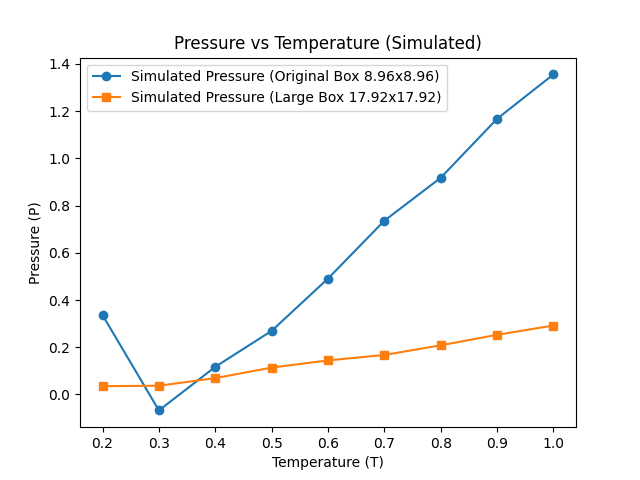 Pressure vs Temperature (Simulated)
Simulated Pressure (Original Box 8.96x8.96)
Simulated Pressure (Large Box 17.92x17.92)
Pressure (P)
1.4
1.2
1.0
0.8
0.6
0.4
0.2
0.0
0.2 0.3 0.4 0.5 0.6 0.7 0.8 0.9 1.0
Temperature (T)